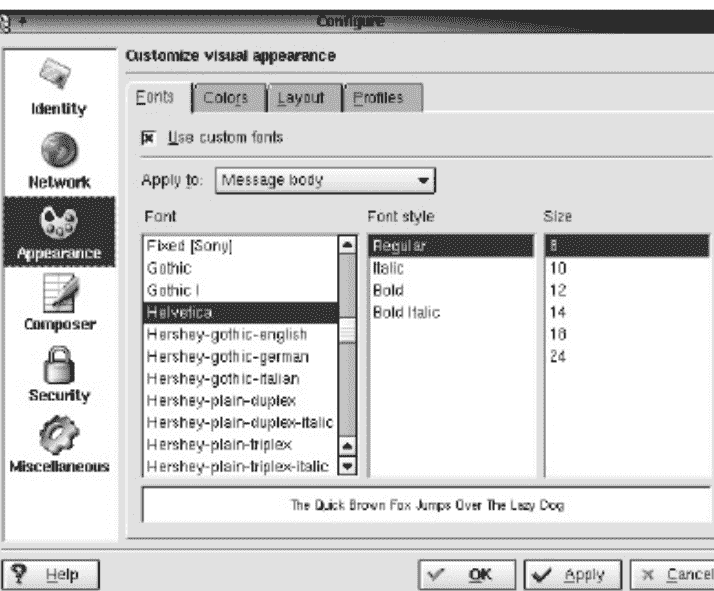 Configure
Identity
Network
Appearance
Composer
Security
Miscellaneous
Customize visual appearance
Fonts Colors Layout Profiles
Use custom fonts
Apply to: Message body
Font
Fixed [Sony]
Gothic
Gothic I
Helvetica
Hershey-gothic-english
Hershey-gothic-german
Hershey-gothic-italian
Hershey-plain-duplex
Hershey-plain-duplex-italic
Hershey-plain-triplex
Hershey-plain-triplex-italic
Font style
Regular
Italic
Bold
Bold Italic
Size
8
10
12
14
18
24
The Quick Brown Fox Jumps Over The Lazy Dog
Help OK Apply Cancel